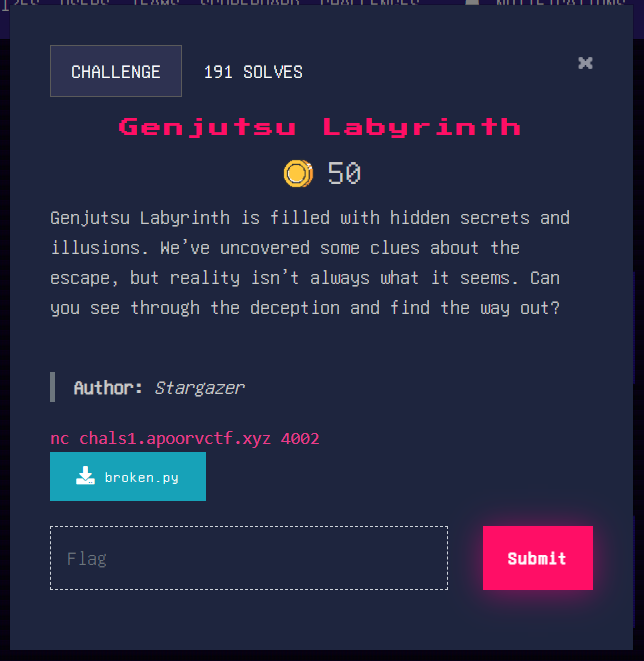 USERS TEAMS SCOREBOARD CHALLENGES NOTIFICATIONS
CHALLENGE 191 SOLVES
×
Genjutsu Labyrinth
50
Genjutsu Labyrinth is filled with hidden secrets and
illusions. We’ve uncovered some clues about the
escape, but reality isn’t always what it seems. Can
you see through the deception and find the way out?
Author: Stargazer
nc chals1.apoorvctf.xyz 4002
broken.py
Flag
Submit